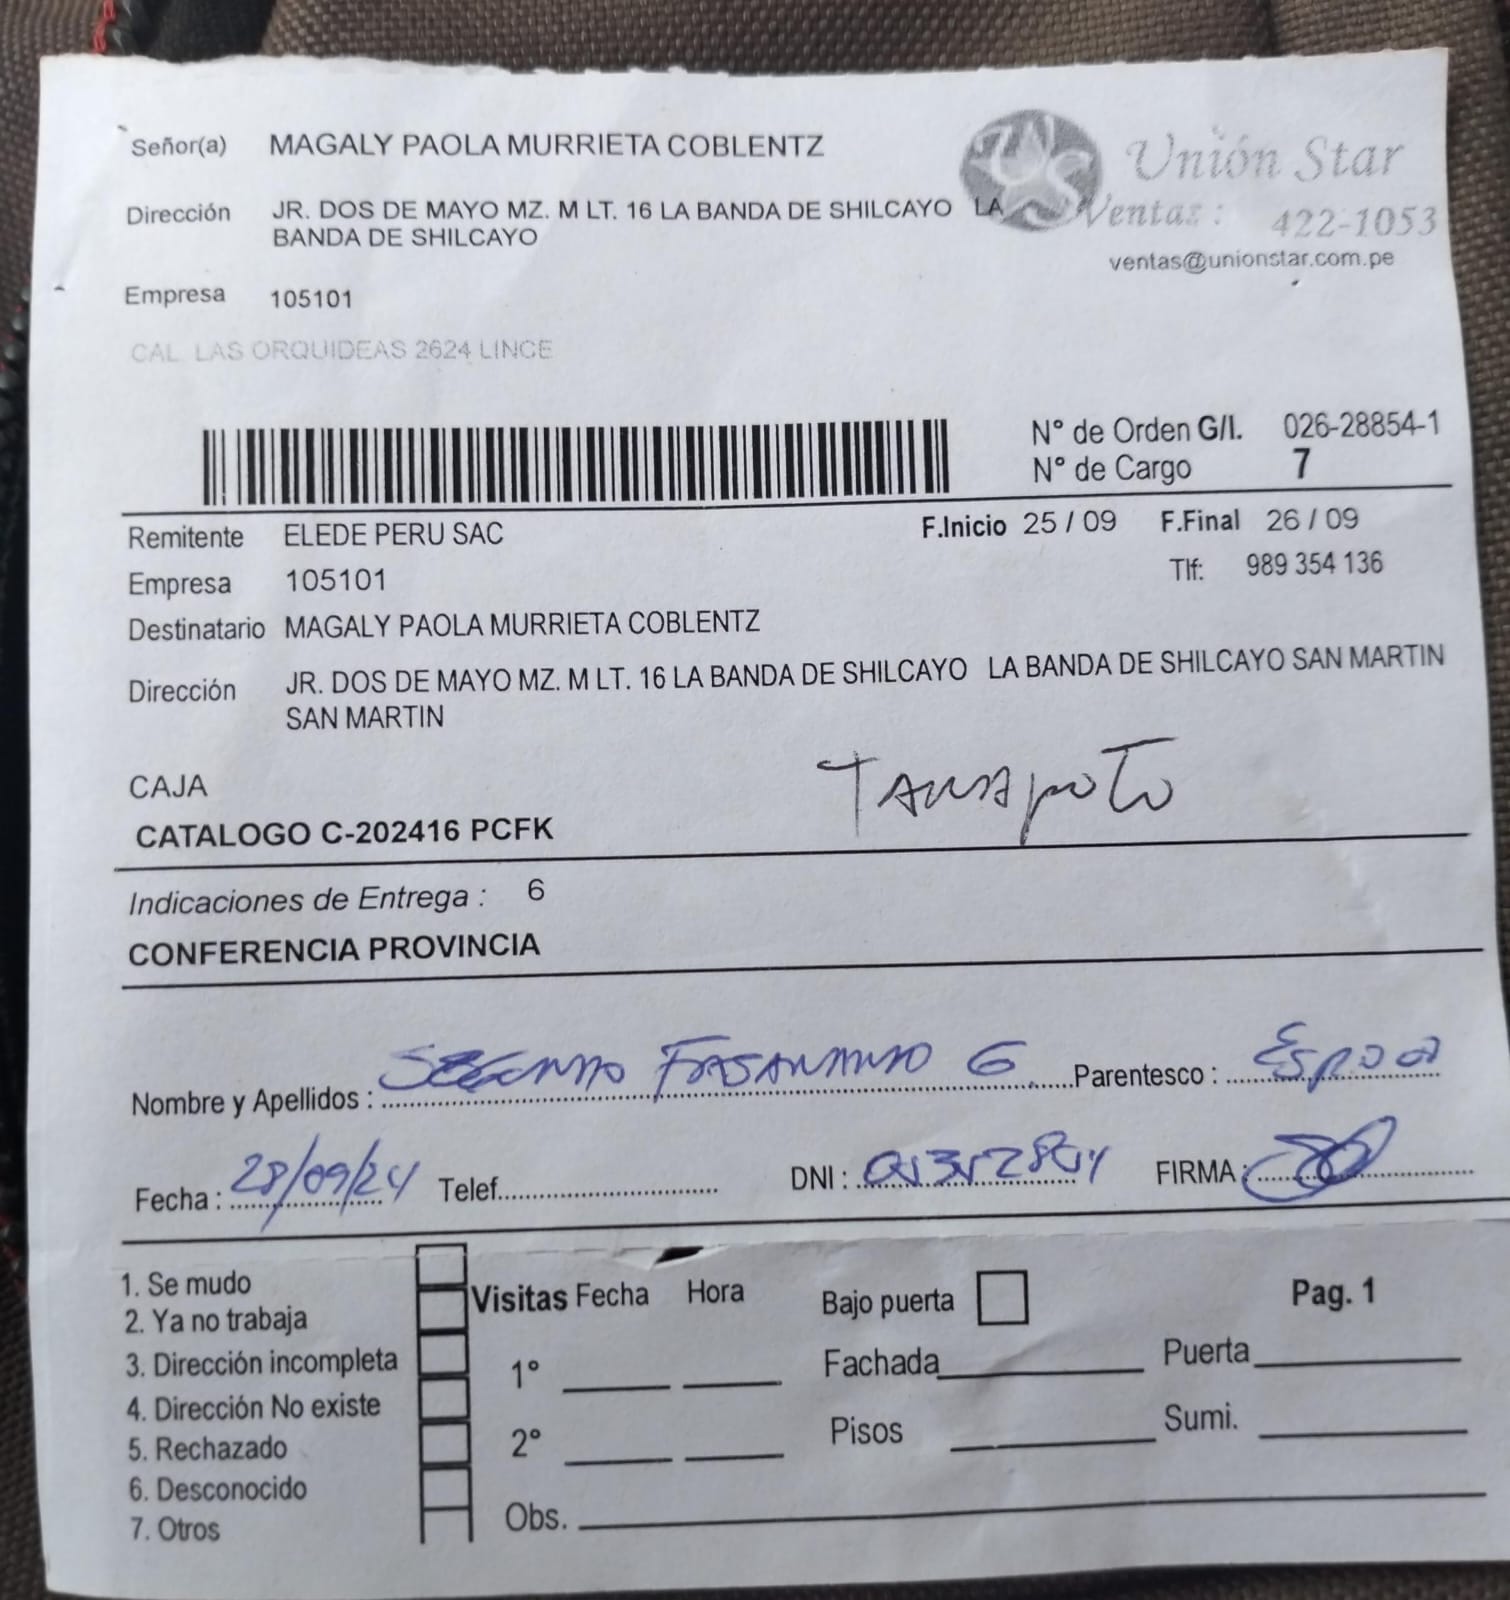 Señor(a) MAGALY PAOLA MURRIETA COBLENTZ
Unión Star
Dirección JR. DOS DE MAYO MZ. M LT. 16 LA BANDA DE SHILCAYO LA
BANDA DE SHILCAYO
Ventas : 422-1053
ventas@unionstar.com.pe
Empresa 105101
CAL. LAS ORQUIDEAS 2624 LINCE
N° de Orden G/I. 026-28854-1
N° de Cargo 7
Remitente ELEDE PERU SAC F.Inicio 25 / 09 F.Final 26 / 09
Empresa 105101 Tlf: 989 354 136
Destinatario MAGALY PAOLA MURRIETA COBLENTZ
Dirección JR. DOS DE MAYO MZ. M LT. 16 LA BANDA DE SHILCAYO LA BANDA DE SHILCAYO SAN MARTIN
SAN MARTIN
CAJA
Tarapoto
CATALOGO C-202416 PCFK
Indicaciones de Entrega : 6
CONFERENCIA PROVINCIA
Nombre y Apellidos : Segundo G. Parentesco :
Fecha : 28/09/24 Telef. DNI : FIRMA :
1. Se mudo
2. Ya no trabaja
3. Dirección incompleta
4. Dirección No existe
5. Rechazado
6. Desconocido
7. Otros
Visitas Fecha Hora
1°
2°
Obs.
Bajo puerta Pag. 1
Fachada Puerta
Pisos Sumi.